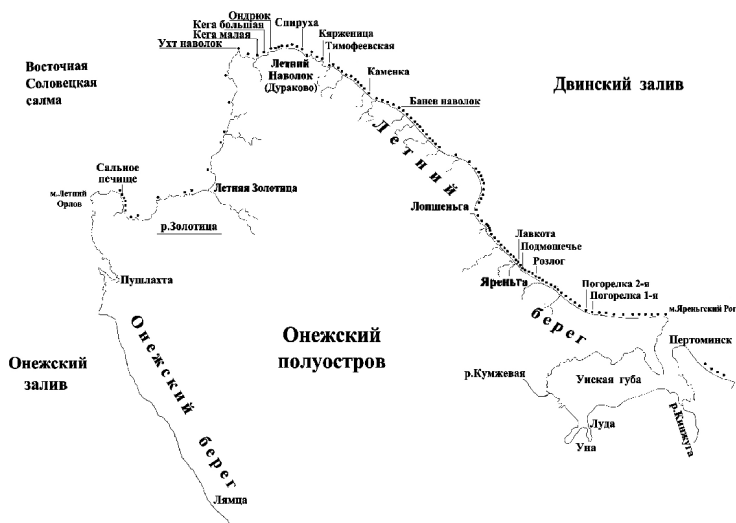 Ондрюк
Кега большая
Кега малая
Ухт наволок
Спируха
Кирженица
Тимофеевская
Летний
Наволок
(Дураково)
Каменка
Банев наволок
Восточная
Соловецкая
салма
Двинский залив
Летний
берег
Сальное
печище
м.Летний
Орлов
Летняя Золотица
р.Золотица
Лопшеньга
Лавкота
Подмошечье
Розлог
Яреньга
Погорелка 2-я
Погорелка 1-я
м.Яреньгский Рог
Пушлахта
Онежский
берег
Онежский
полуостров
Онежский
залив
Пертоминск
р.Кумжевая
Унская губа
Луда
Уна
р.Кинжуга
Лямца